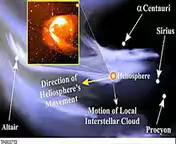 α Centauri
Sirius
Heliosphere
Direction of
Heliosphere's
Movement
Motion of Local
Interstellar Cloud
Altair
Procyon